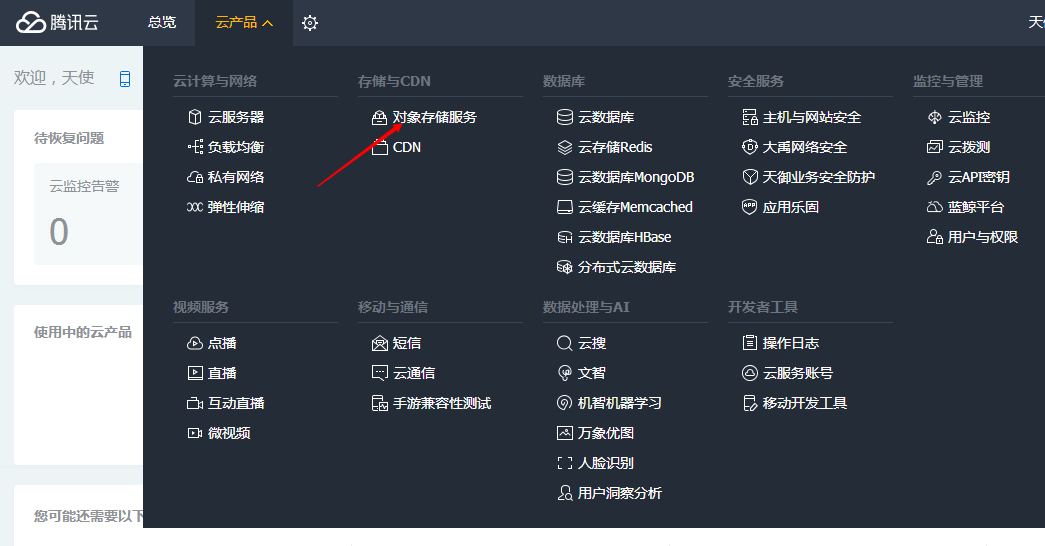 腾讯云 总览 云产品
欢迎，天使
待恢复问题
云监控告警
0
使用中的云产品
您可能还需要以下
云计算与网络
云服务器
负载均衡
私有网络
弹性伸缩
存储与CDN
对象存储服务
CDN
数据库
云数据库
云存储Redis
云数据库MongoDB
云缓存Memcached
云数据库HBase
分布式云数据库
安全服务
主机与网站安全
大禹网络安全
天御业务安全防护
应用乐固
监控与管理
云监控
云拨测
云API密钥
蓝鲸平台
用户与权限
视频服务
点播
直播
互动直播
微视频
移动与通信
短信
云通信
手游兼容性测试
数据处理与AI
云搜
文智
机智机器学习
万象优图
人脸识别
用户洞察分析
开发者工具
操作日志
云服务账号
移动开发工具